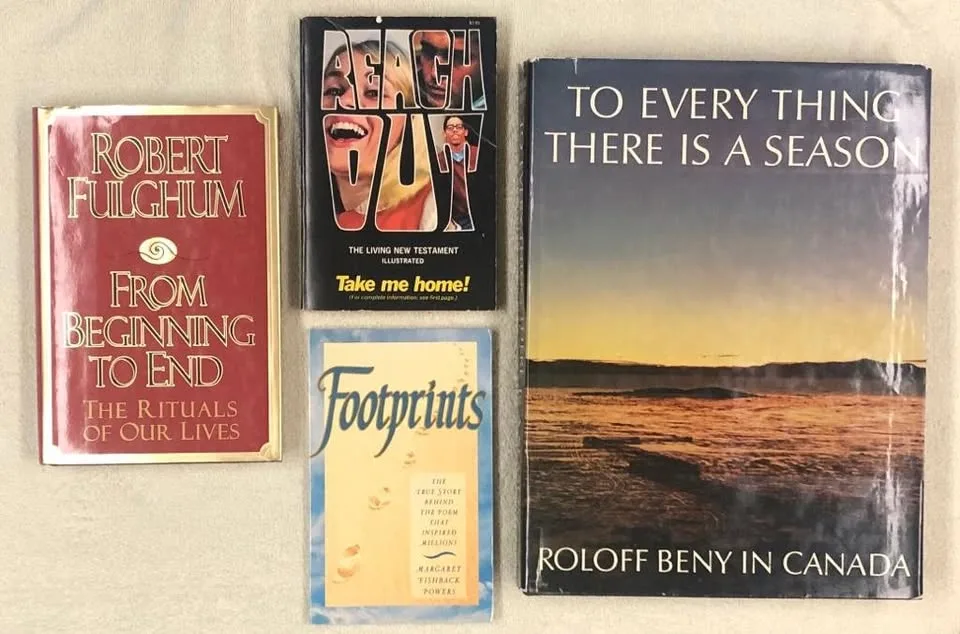 ROBERT
FULGHUM
FROM
BEGINNING
TO END
THE RITUALS
OF OUR LIVES
REACH
OUT
THE LIVING NEW TESTAMENT
ILLUSTRATED
Take me home!
(For complete information, see first page.)
Footprints
THE
TRUE STORY
BEHIND
THE POEM
THAT
INSPIRED
MILLIONS
MARGARET
FISHBACK
POWERS
TO EVERY THING
THERE IS A SEASON
ROLOFF BENY IN CANADA